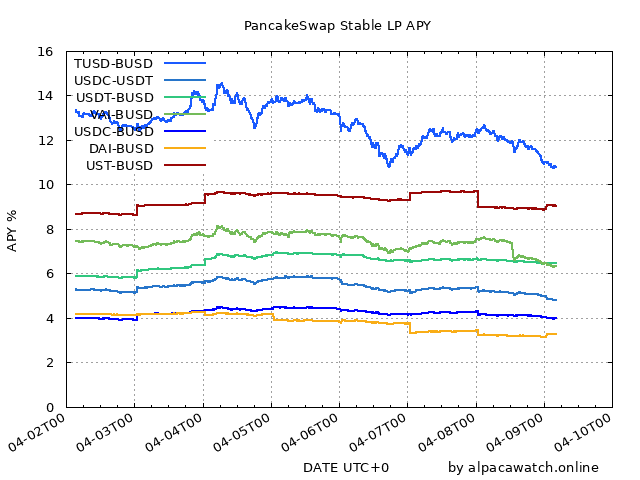 PancakeSwap Stable LP APY
16
14
12
10
8
6
4
2
0
APY %
TUSD-BUSD
USDC-USDT
USDT-BUSD
VAI-BUSD
USDC-BUSD
DAI-BUSD
UST-BUSD
04-02T00
04-03T00
04-04T00
04-05T00
04-06T00
04-07T00
04-08T00
04-09T00
04-10T00
DATE UTC+0
by alpacawatch.online